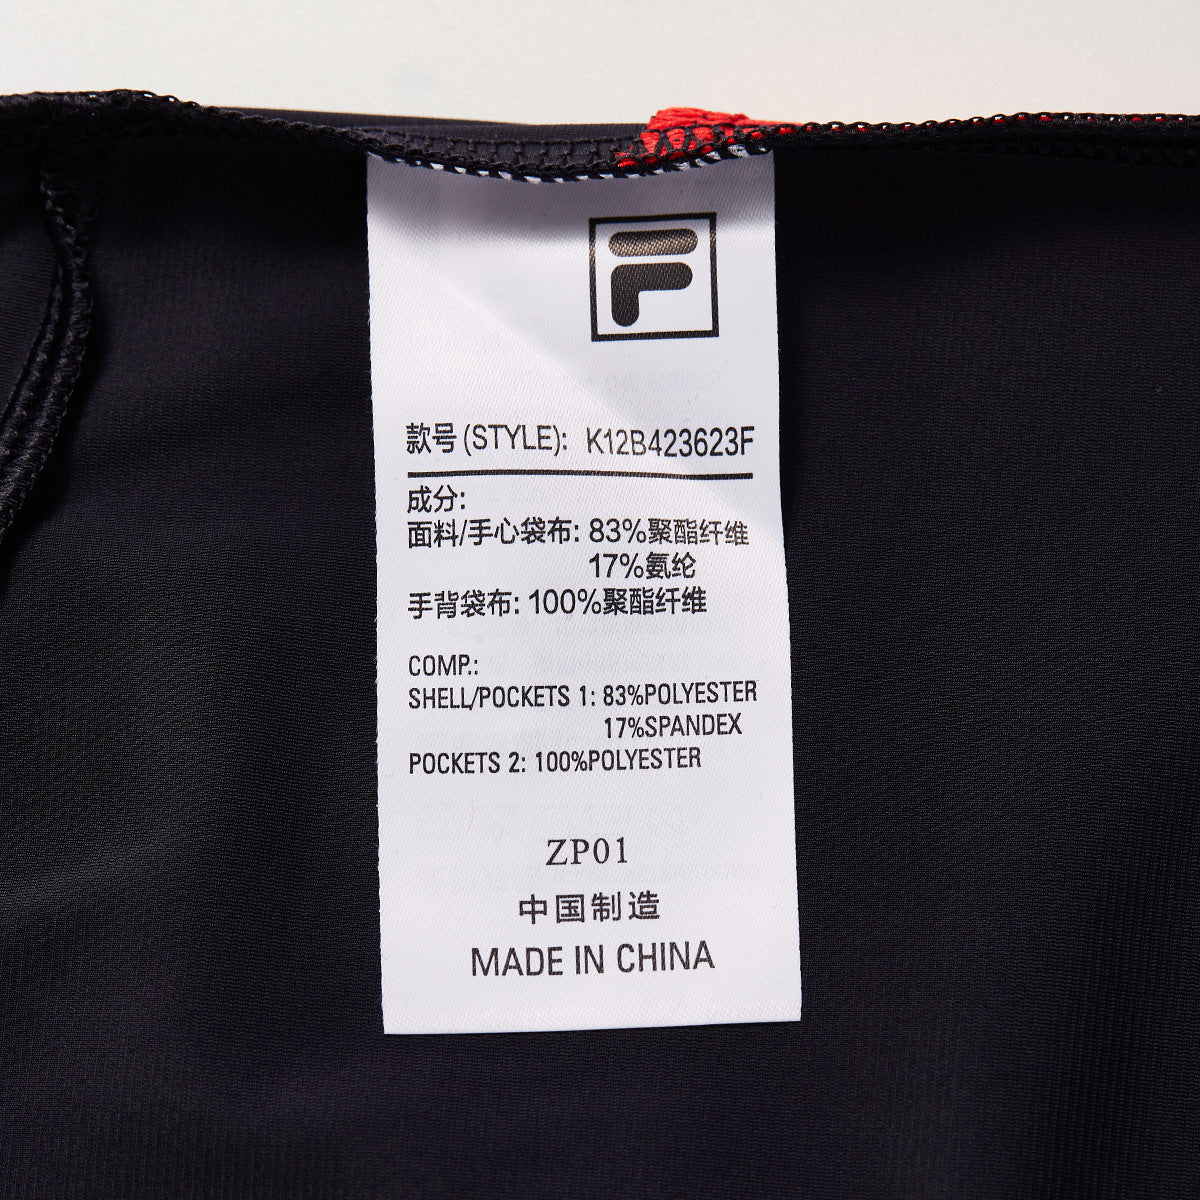 F
款号(STYLE): K12B423623F
成分:
面料/手心袋布: 83%聚酯纤维
17%氨纶
手背袋布: 100%聚酯纤维
COMP.:
SHELL/POCKETS 1: 83%POLYESTER
17%SPANDEX
POCKETS 2: 100%POLYESTER
ZP01
中国制造
MADE IN CHINA